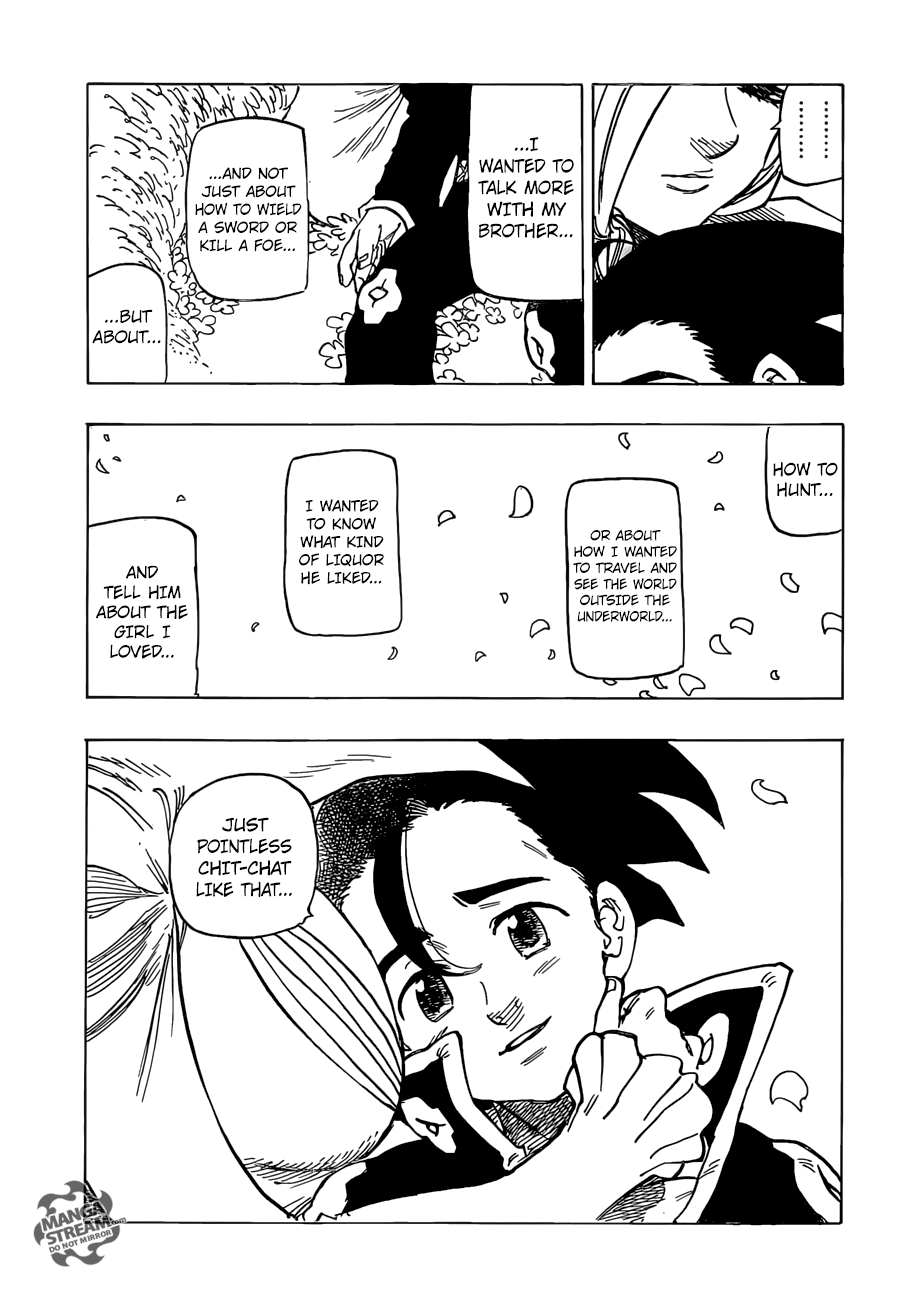 .........
...I
WANTED TO
TALK MORE
WITH MY
BROTHER...
...AND NOT
JUST ABOUT
HOW TO WIELD
A SWORD OR
KILL A FOE...
...BUT
ABOUT...
HOW TO
HUNT...
OR ABOUT
HOW I WANTED
TO TRAVEL AND
SEE THE WORLD
OUTSIDE THE
UNDERWORLD...
I WANTED
TO KNOW
WHAT KIND
OF LIQUOR
HE LIKED...
AND
TELL HIM
ABOUT THE
GIRL I
LOVED...
JUST
POINTLESS
CHIT-CHAT
LIKE THAT...
MANGA
STREAM.com
DO NOT MIRROR